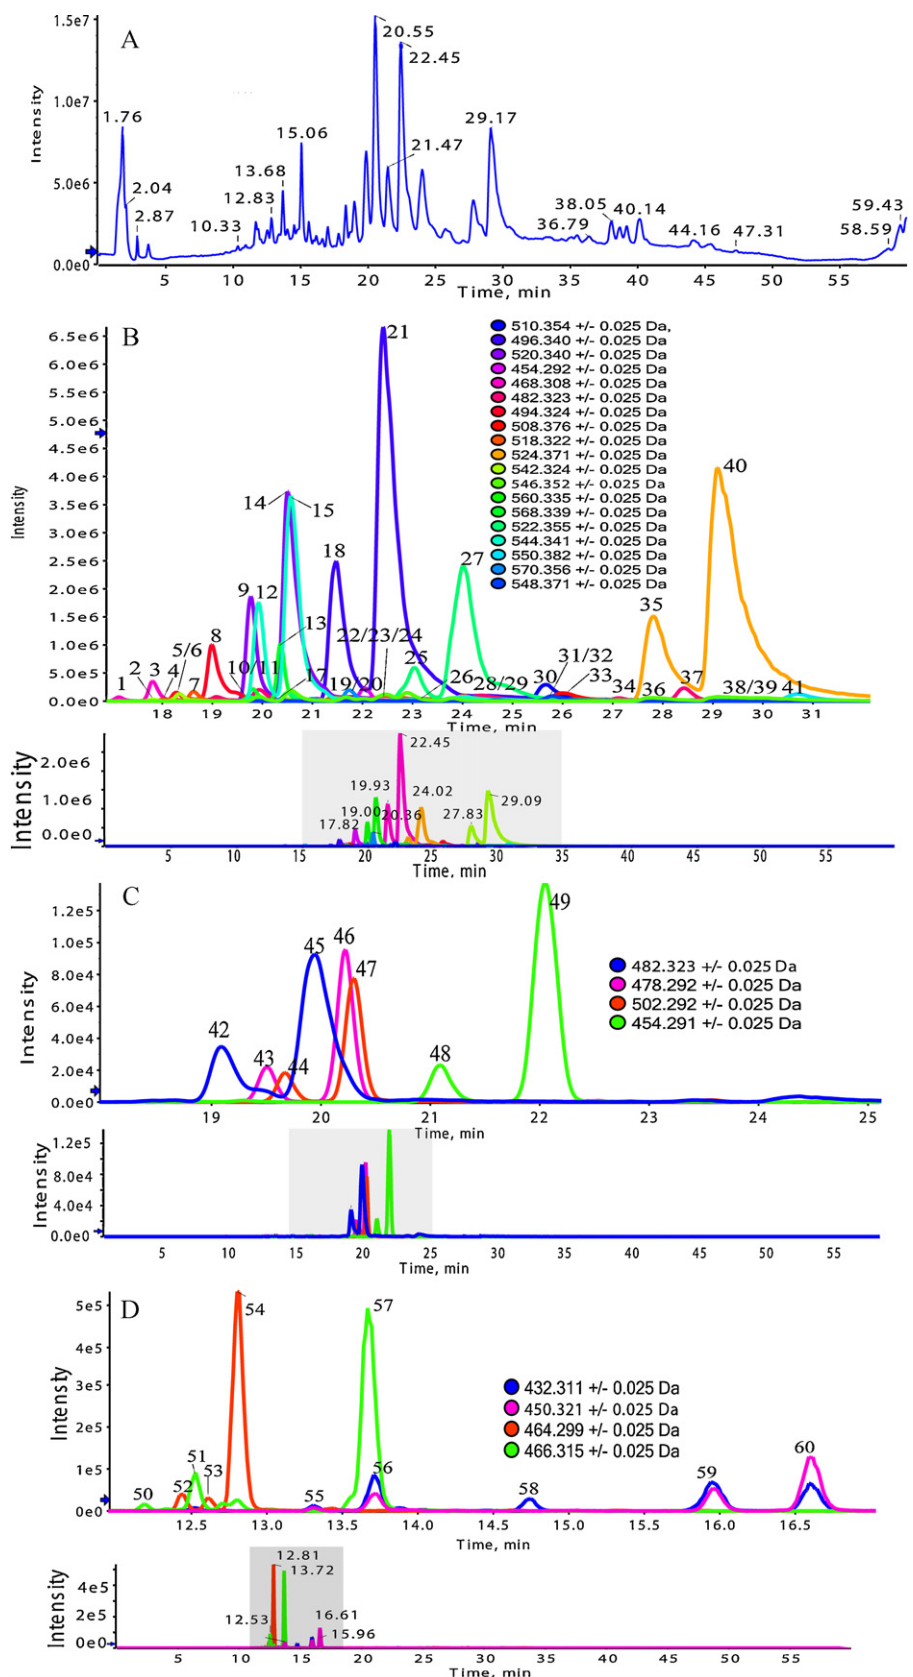 A
1.5e7
1.0e7
5.0e6
0.0e0
Intensity
1.76
2.04
2.87
10.33
12.83
13.68
15.06
20.55
22.45
21.47
29.17
36.79
38.05
40.14
44.16
47.31
58.59
59.43
5 10 15 20 25 30 35 40 45 50 55
Time, min
B
6.5e6
6.0e6
5.5e6
5.0e6
4.5e6
4.0e6
3.5e6
3.0e6
2.5e6
2.0e6
1.5e6
1.0e6
5.0e5
0.0e0
Intensity
510.354 +/- 0.025 Da,
496.340 +/- 0.025 Da
520.340 +/- 0.025 Da
454.292 +/- 0.025 Da
468.308 +/- 0.025 Da
482.323 +/- 0.025 Da
494.324 +/- 0.025 Da
508.376 +/- 0.025 Da
518.322 +/- 0.025 Da
524.371 +/- 0.025 Da
542.324 +/- 0.025 Da
546.352 +/- 0.025 Da
560.335 +/- 0.025 Da
568.339 +/- 0.025 Da
522.355 +/- 0.025 Da
544.341 +/- 0.025 Da
550.382 +/- 0.025 Da
570.356 +/- 0.025 Da
548.371 +/- 0.025 Da
1
2
3
4
5/6
7
8
9
10/11
12
13
14
15
17
18
19/20
21
22/23/24
25
26
27
28/29
30
31/32
33
34
35
36
37
38/39
40
41
18 19 20 21 22 23 24 25 26 27 28 29 30 31
Time, min
2.0e6
1.0e6
0.0e0
Intensity
17.82
19.00
19.93
20.36
22.45
24.02
27.83
29.09
5 10 15 20 25 30 35 40 45 50 55
Time, min
C
1.2e5
1.0e5
8.0e4
6.0e4
4.0e4
2.0e4
0.0e0
Intensity
482.323 +/- 0.025 Da
478.292 +/- 0.025 Da
502.292 +/- 0.025 Da
454.291 +/- 0.025 Da
42
43
44
45
46
47
48
49
19 20 21 22 23 24 25
Time, min
1.2e5
8.0e4
4.0e4
0.0e0
Intensity
5 10 15 20 25 30 35 40 45 50 55
Time, min
D
5e5
4e5
2e5
1e5
0e0
Intensty
432.311 +/- 0.025 Da
450.321 +/- 0.025 Da
464.299 +/- 0.025 Da
466.315 +/- 0.025 Da
50
51
52
53
54
55
56
57
58
59
60
12.5 13.0 13.5 14.0 14.5 15.0 15.5 16.0 16.5
Time, min
4e5
2e5
0e0
Intensity
12.81
13.72
12.53
16.61
15.96
5 10 15 20 25 30 35 40 45 50 55
Time, min